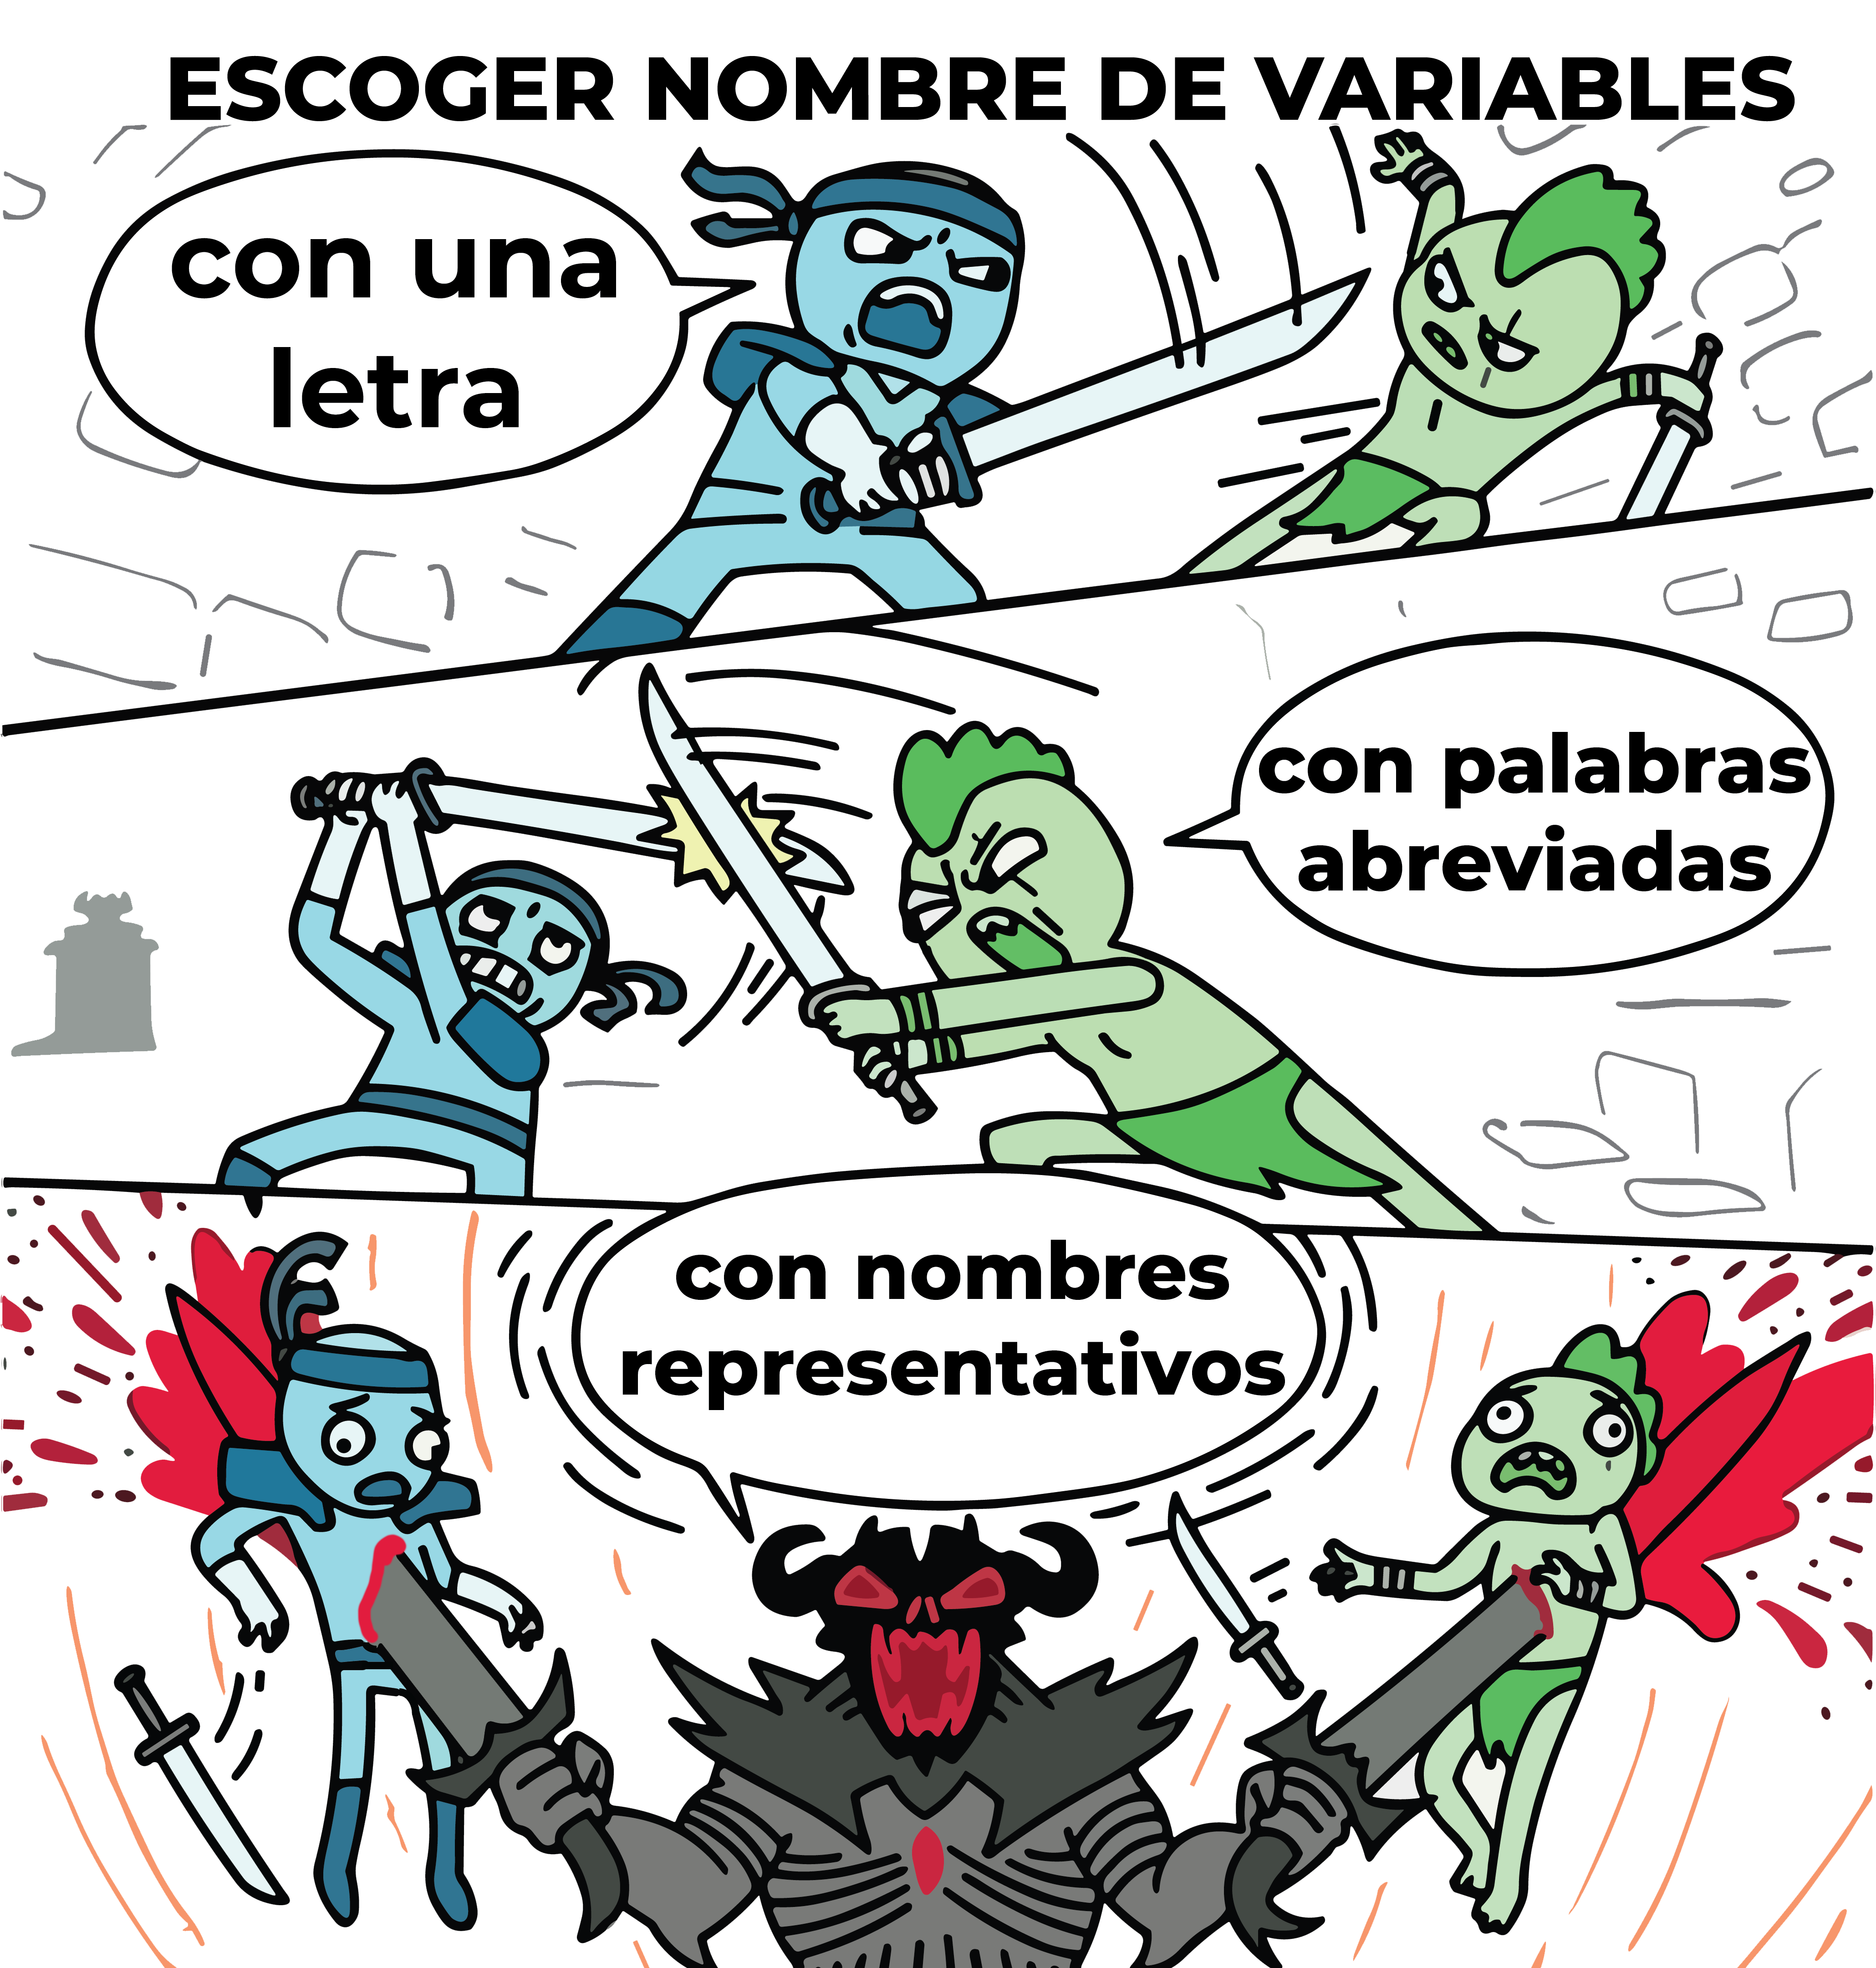 ESCOGER NOMBRE DE VARIABLES
con una
letra
con palabras
abreviadas
con nombres
representativos